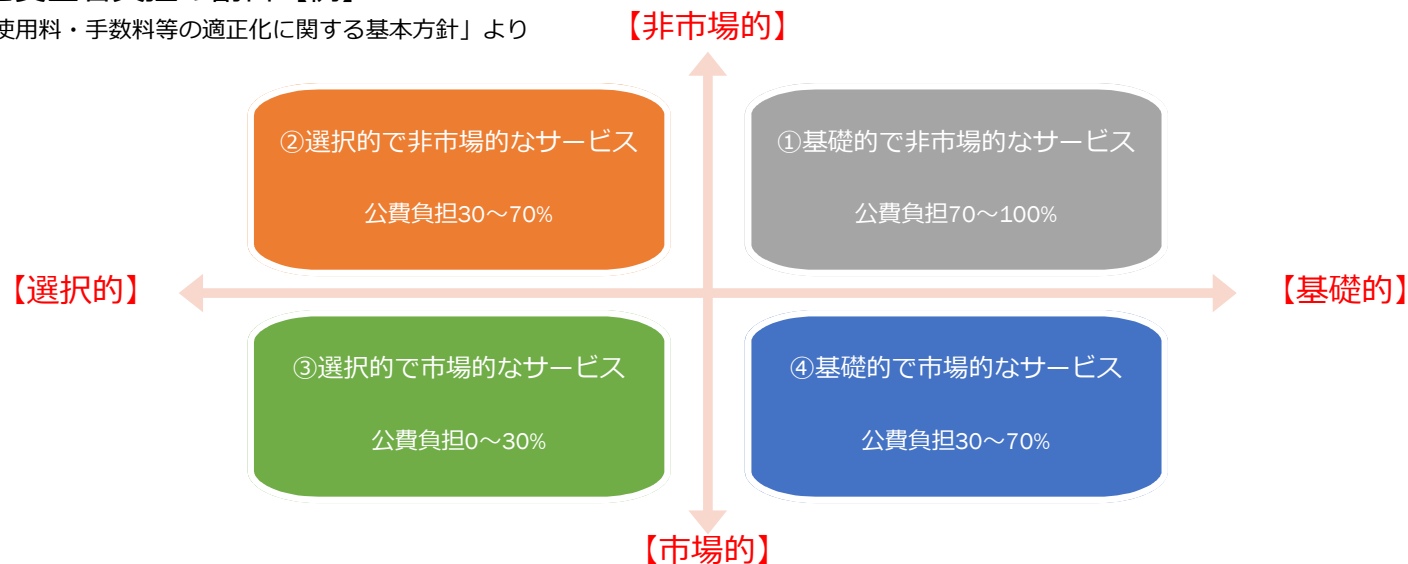 使用料・手数料等の適正化に関する基本方針」より
【非市場的】
②選択的で非市場的なサービス
公費負担30～70%
①基礎的で非市場的なサービス
公費負担70～100%
【選択的】
【基礎的】
③選択的で市場的なサービス
公費負担0～30%
④基礎的で市場的なサービス
公費負担30～70%
【市場的】